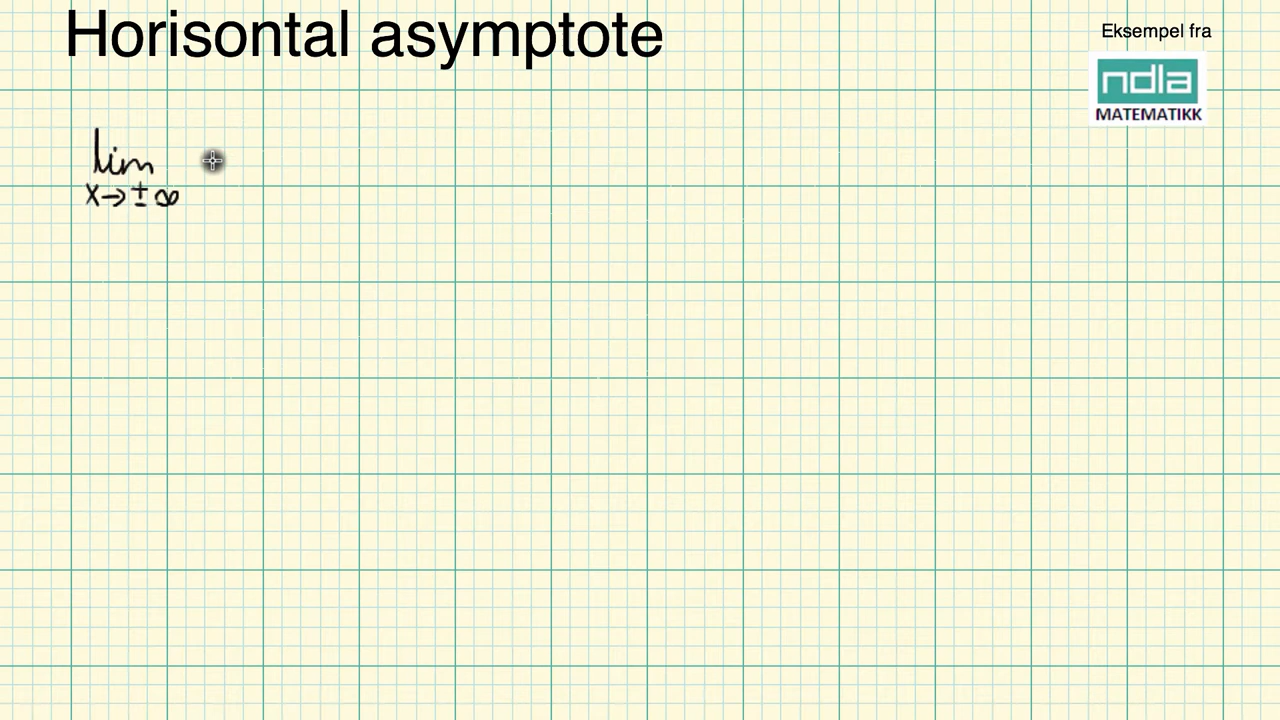 Horisontal asymptote
Eksempel fra
ndla
MATEMATIKK
lim
x→±∞